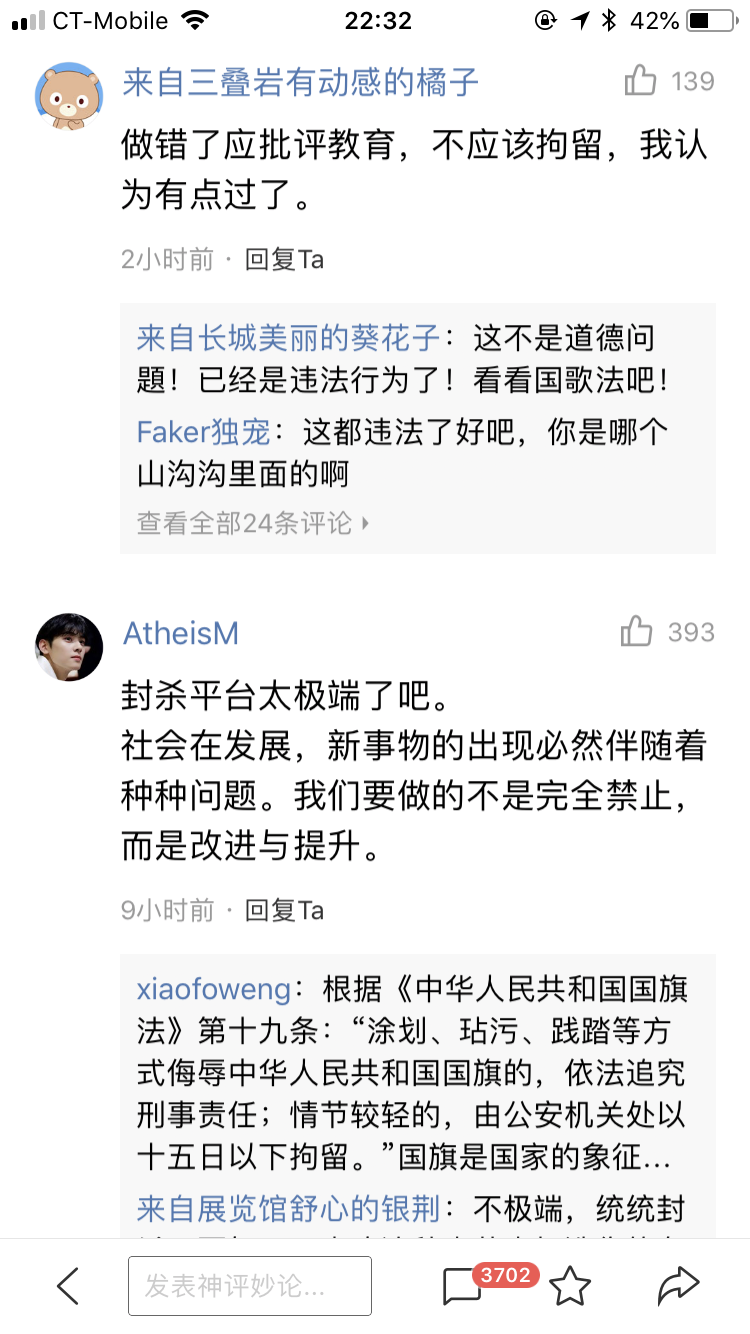 CT-Mobile 22:32 42%
来自三叠岩有动感的橘子 139
做错了应批评教育，不应该拘留，我认
为有点过了。
2小时前 · 回复Ta
来自长城美丽的葵花子：这不是道德问
题！已经是违法行为了！看看国歌法吧！
Faker独宠：这都违法了好吧，你是哪个
山沟沟里面的啊
查看全部24条评论
AtheisM 393
封杀平台太极端了吧。
社会在发展，新事物的出现必然伴随着
种种问题。我们要做的不是完全禁止，
而是改进与提升。
9小时前 · 回复Ta
xiaofoweng：根据《中华人民共和国国旗
法》第十九条：“涂划、玷污、践踏等方
式侮辱中华人民共和国国旗的，依法追究
刑事责任；情节较轻的，由公安机关处以
十五日以下拘留。”国旗是国家的象征...
来自展览馆舒心的银荆：不极端，统统封
发表神评妙论... 3702